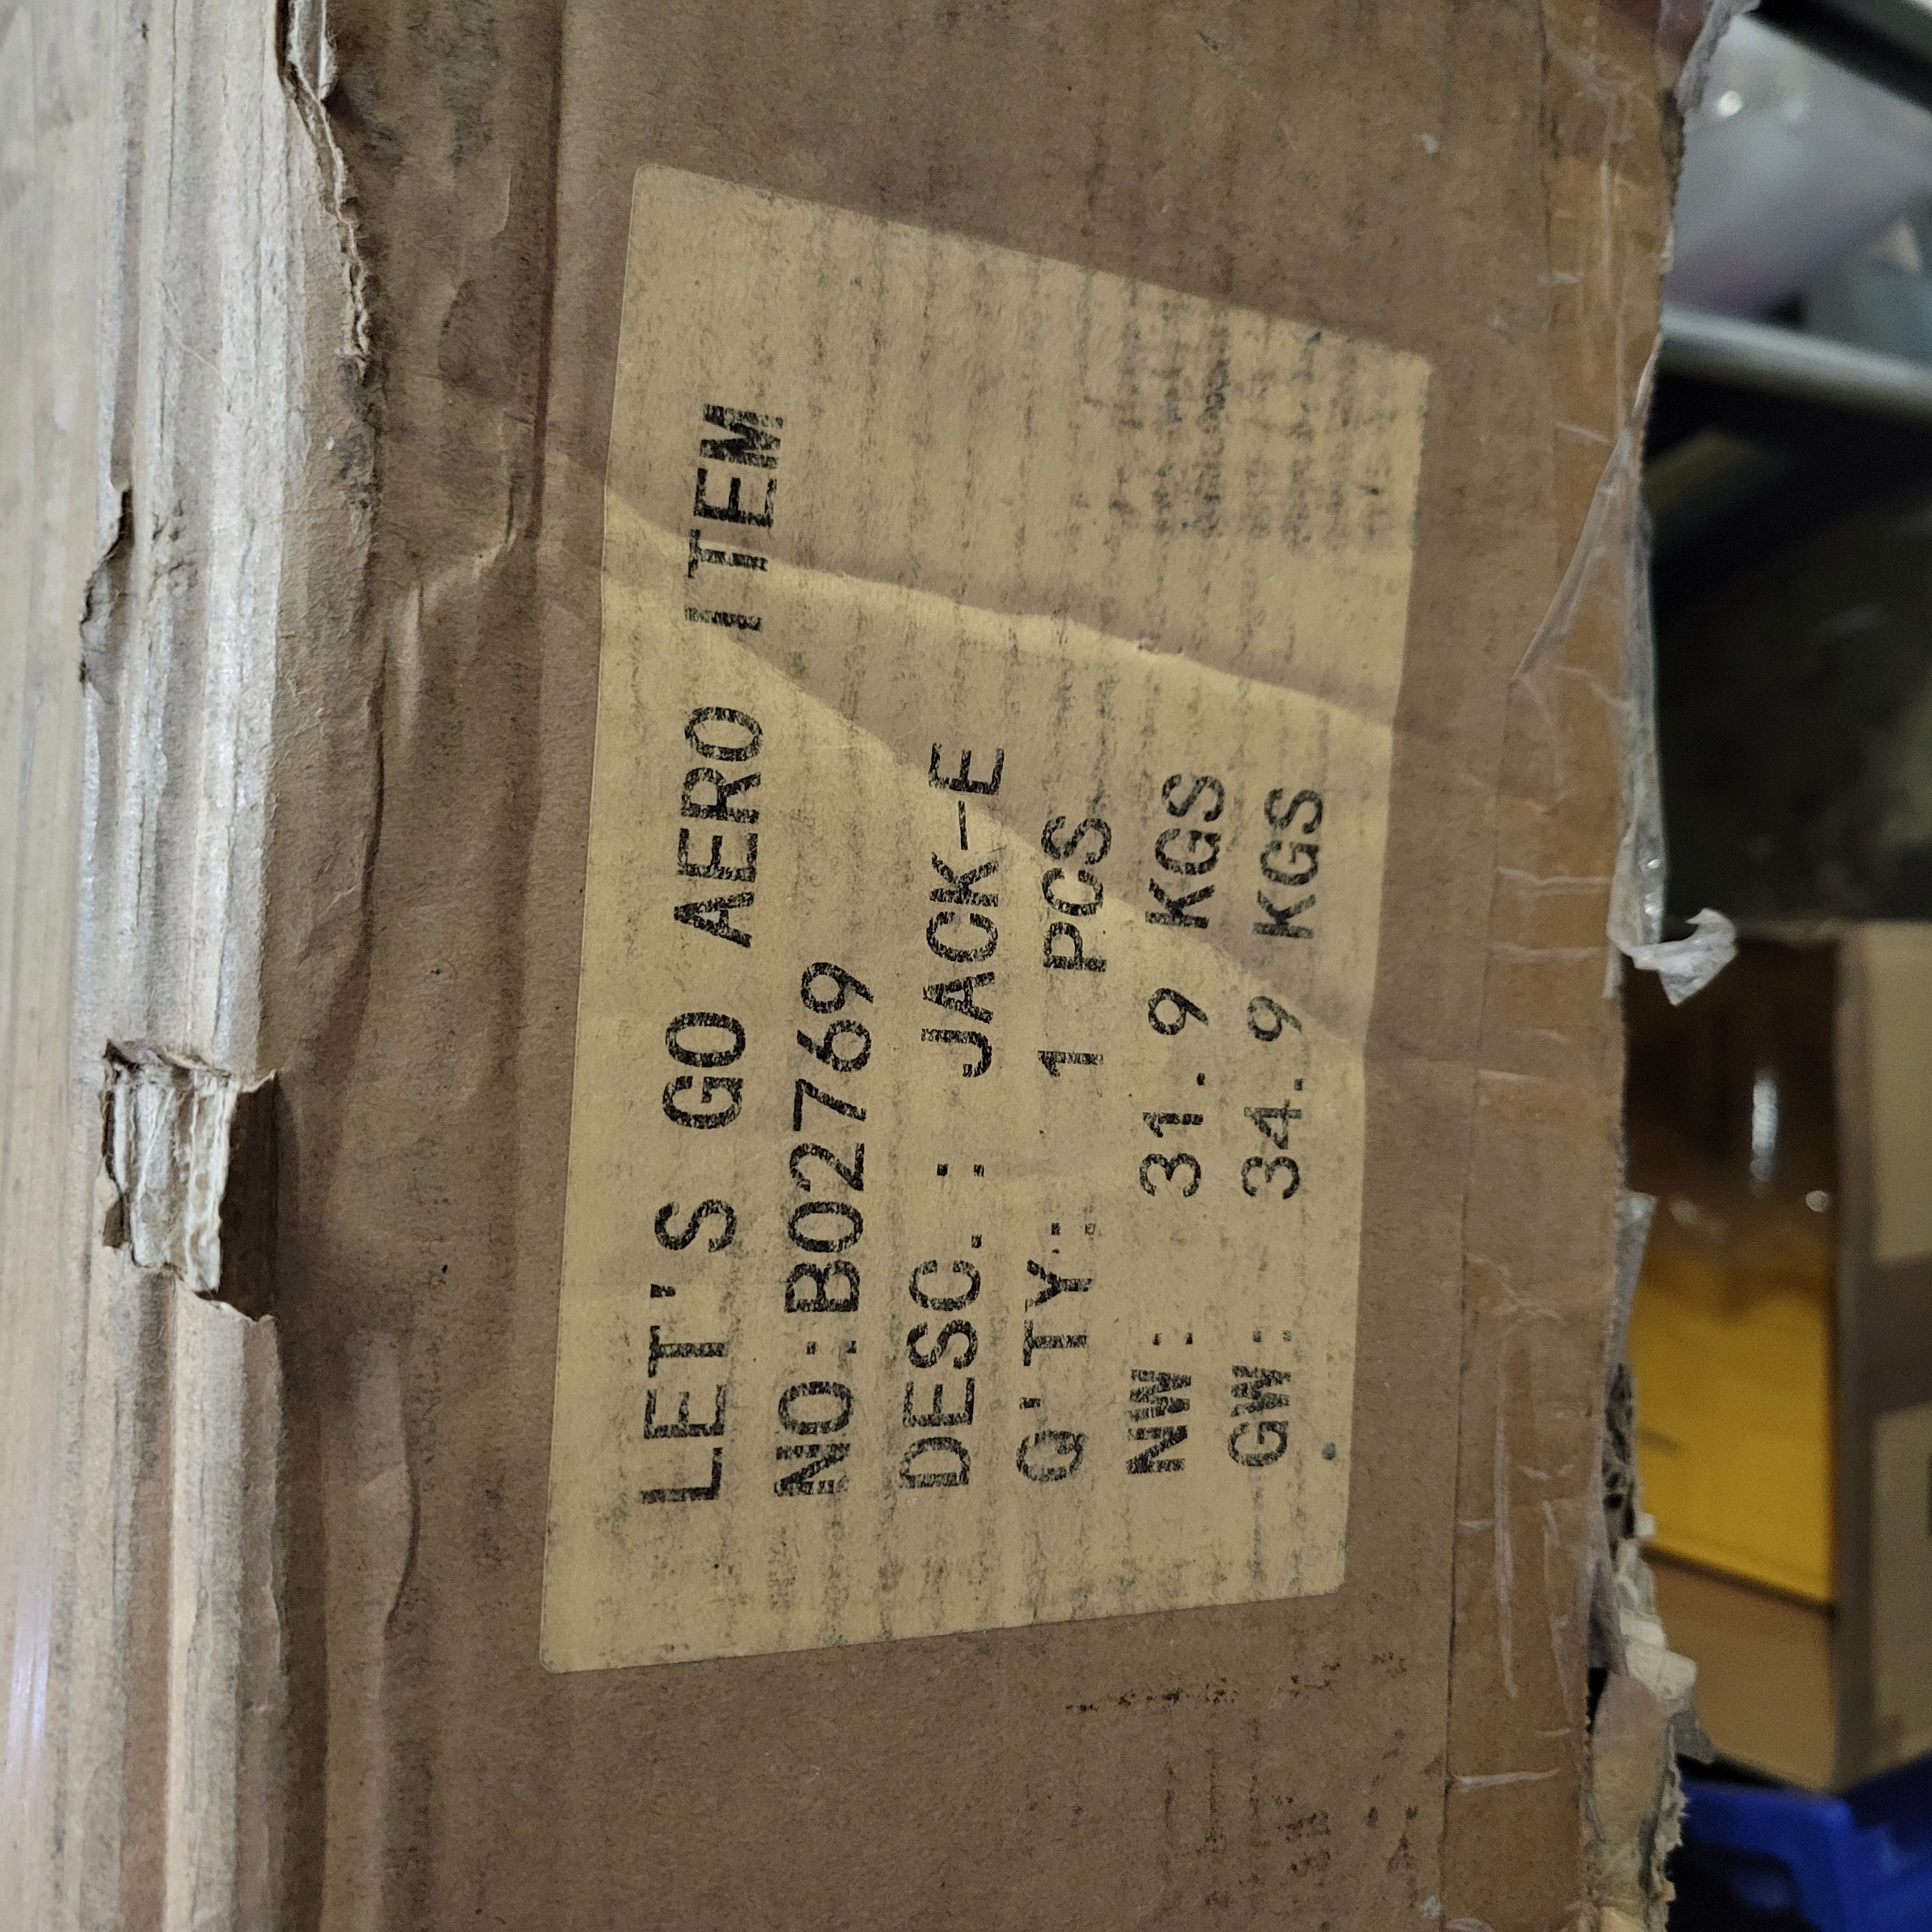 LET'S GO AERO ITEM
NO:B02769
DESC.: JACK-E
Q'TY: 1 PCS
NW: 31.9 KGS
GW: 34.9 KGS